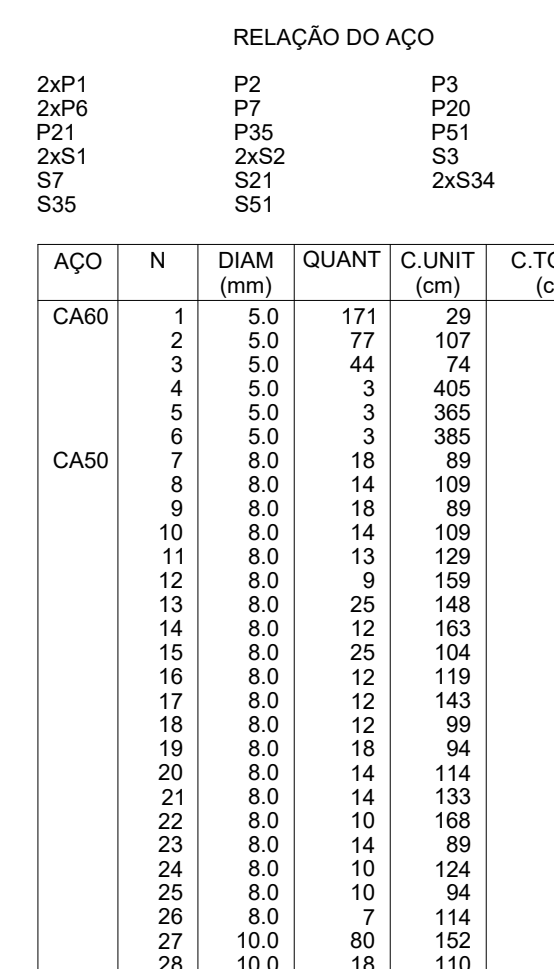 RELAÇÃO DO AÇO
2xP1 P2 P3
2xP6 P7 P20
P21 P35 P51
2xS1 2xS2 S3
S7 S21 2xS34
S35 S51
AÇO N DIAM QUANT C.UNIT
(mm) (cm)
CA60 1 5.0 171 29
2 5.0 77 107
3 5.0 44 74
4 5.0 3 405
5 5.0 3 365
6 5.0 3 385
CA50 7 8.0 18 89
8 8.0 14 109
9 8.0 18 89
10 8.0 14 109
11 8.0 13 129
12 8.0 9 159
13 8.0 25 148
14 8.0 12 163
15 8.0 25 104
16 8.0 12 119
17 8.0 12 143
18 8.0 12 99
19 8.0 18 94
20 8.0 14 114
21 8.0 14 133
22 8.0 10 168
23 8.0 14 89
24 8.0 10 124
25 8.0 10 94
26 8.0 7 114
27 10.0 80 152
28 10.0 18 110